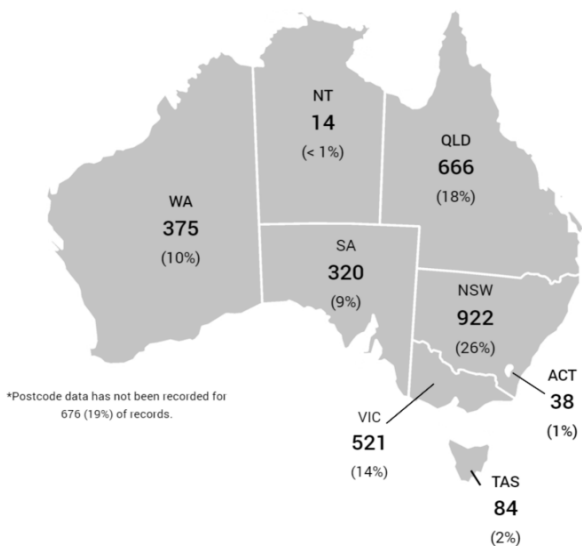 NT
14
(< 1%)
QLD
666
(18%)
WA
375
(10%)
SA
320
(9%)
NSW
922
(26%)
ACT
38
(1%)
*Postcode data has not been recorded for
676 (19%) of records.
VIC
521
(14%)
TAS
84
(2%)